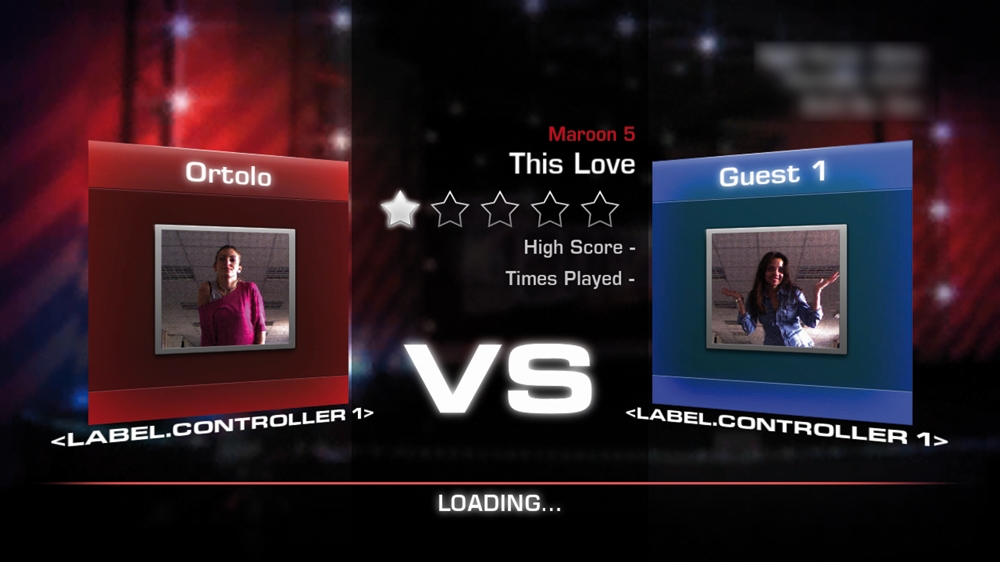 Ortolo
Maroon 5
This Love
High Score -
Times Played -
Guest 1
VS
<LABEL.CONTROLLER 1>
<LABEL.CONTROLLER 1>
LOADING...